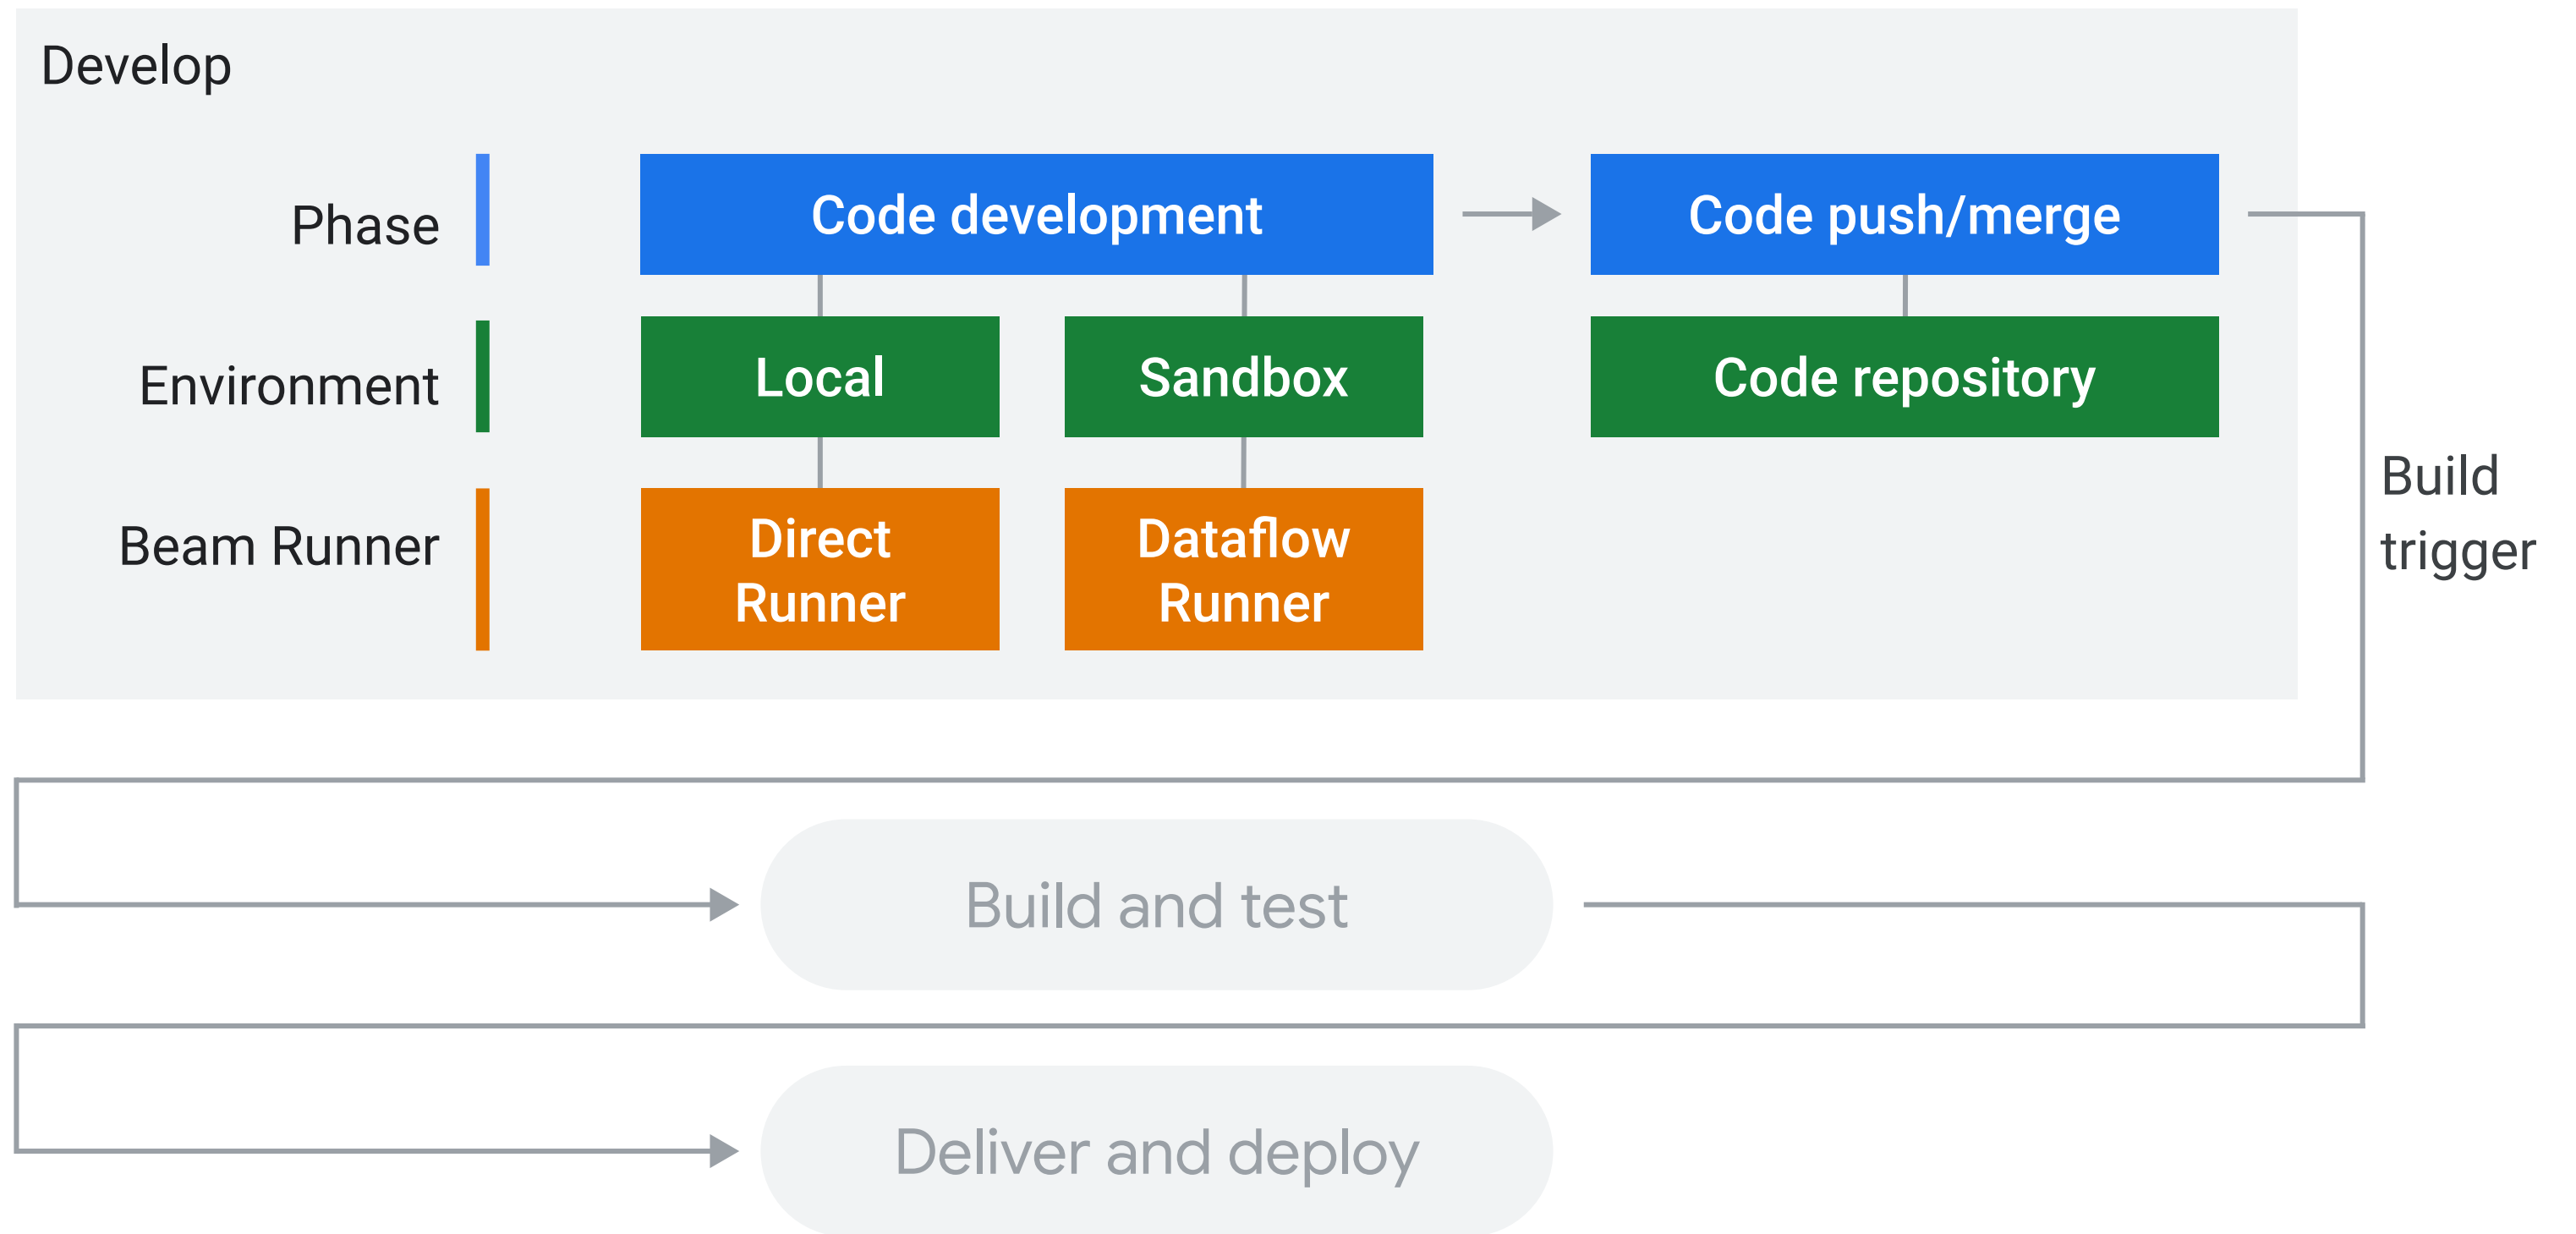 Develop
Phase
Code development
Code push/merge
Environment
Local
Sandbox
Code repository
Beam Runner
Direct
Runner
Dataflow
Runner
Build
trigger
Build and test
Deliver and deploy